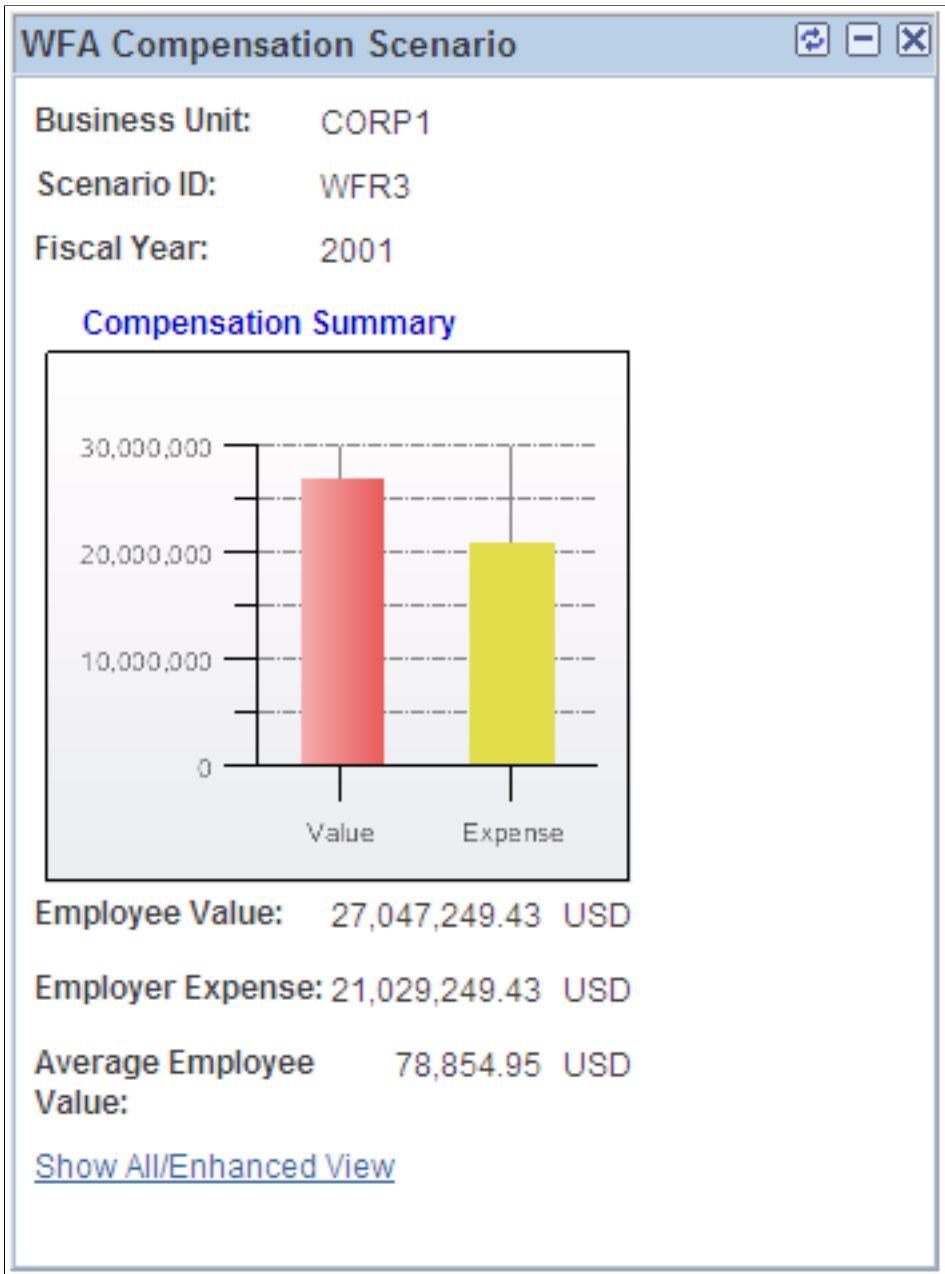 WFA Compensation Scenario
Business Unit: CORP1
Scenario ID: WFR3
Fiscal Year: 2001
Compensation Summary
30,000,000
20,000,000
10,000,000
0
Value Expense
Employee Value: 27,047,249.43 USD
Employer Expense: 21,029,249.43 USD
Average Employee 78,854.95 USD
Value:
Show All/Enhanced View